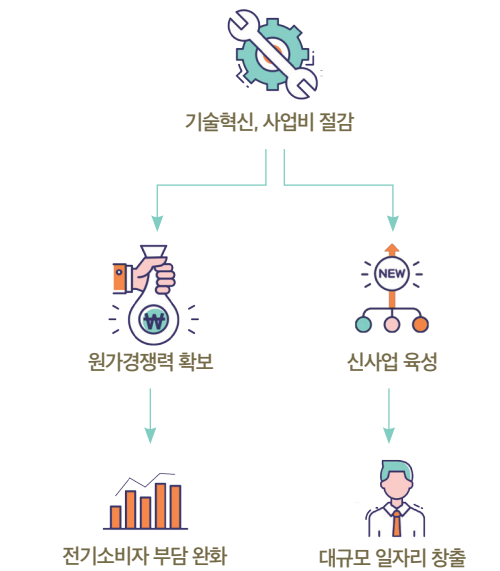 기술혁신, 사업비 절감
NEW
₩
원가경쟁력 확보
신사업 육성
전기소비자 부담 완화
대규모 일자리 창출